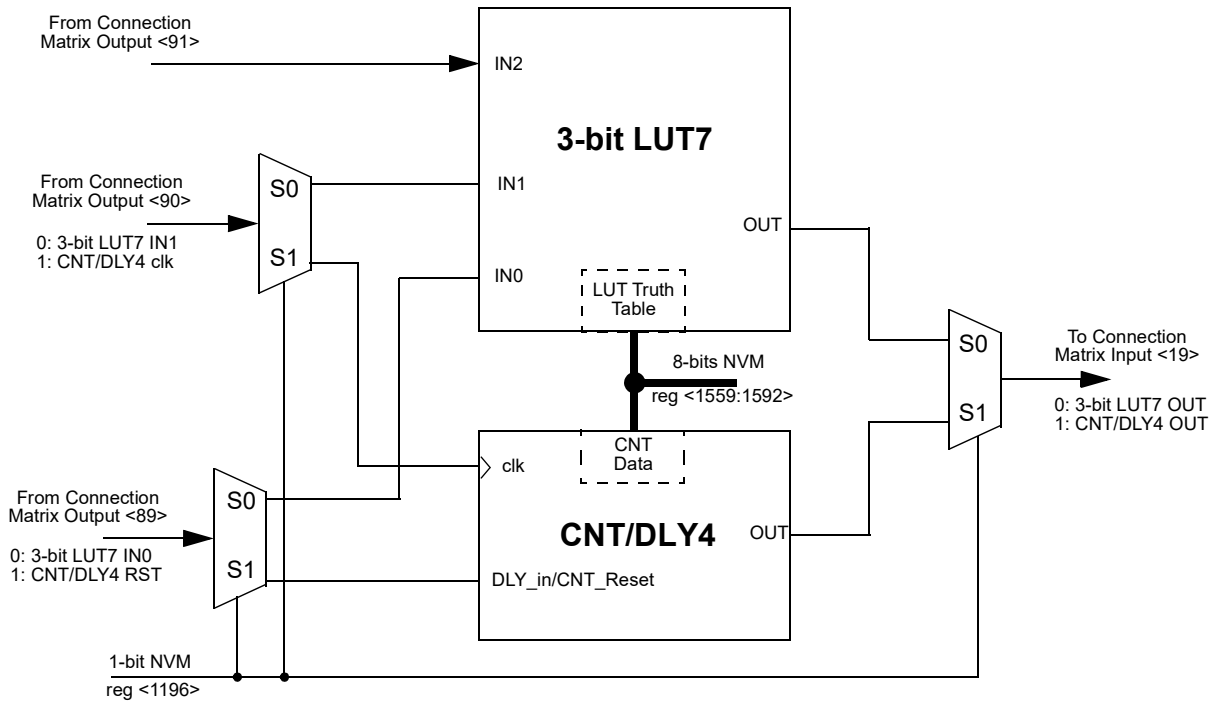 From Connection
Matrix Output <91>
IN2
3-bit LUT7
From Connection
Matrix Output <90>
0: 3-bit LUT7 IN1
1: CNT/DLY4 clk
S0
S1
IN1
IN0
OUT
LUT Truth
Table
8-bits NVM
reg <1559:1592>
S0
S1
To Connection
Matrix Input <19>
0: 3-bit LUT7 OUT
1: CNT/DLY4 OUT
CNT
Data
clk
CNT/DLY4
OUT
DLY_in/CNT_Reset
From Connection
Matrix Output <89>
0: 3-bit LUT7 IN0
1: CNT/DLY4 RST
S0
S1
1-bit NVM
reg <1196>